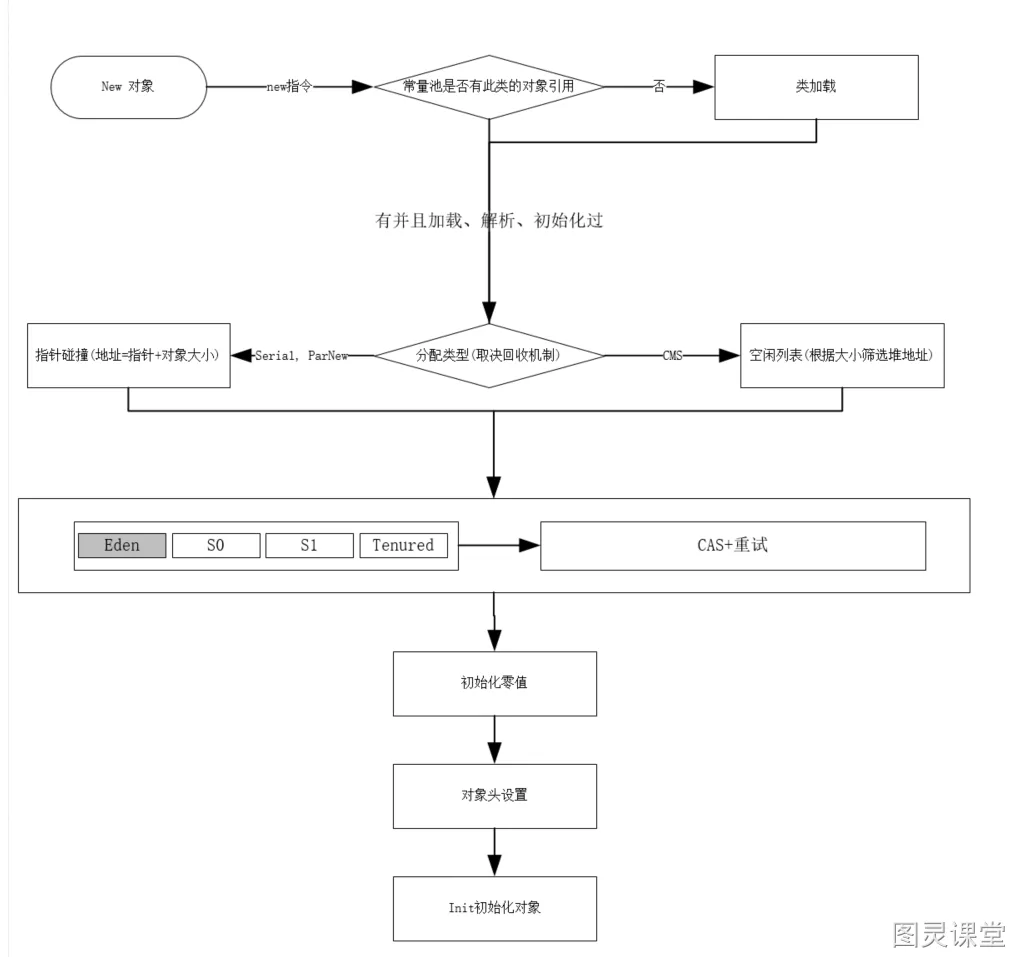 New 对象
new指令
常量池是否有此类的对象引用
否
类加载
有并且加载、解析、初始化过
指针碰撞(地址=指针+对象大小)
Serial, ParNew
分配类型(取决回收机制)
CMS
空闲列表(根据大小筛选堆地址)
Eden
S0
S1
Tenured
CAS+重试
初始化零值
对象头设置
Init初始化对象
图灵课堂